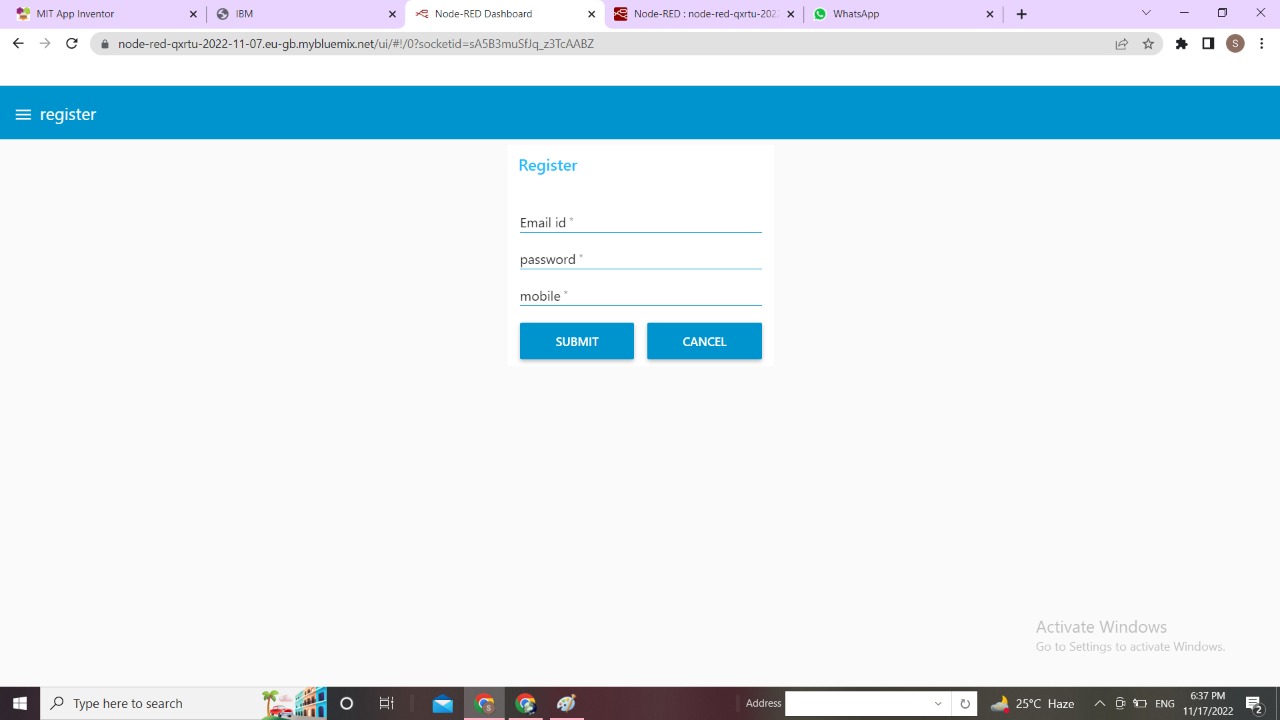 MIT App Inventor
IBM
Node-RED Dashboard
Node-RED : node-red-qxrtu-202
WhatsApp
node-red-qxrtu-2022-11-07.eu-gb.mybluemix.net/ui/#!/0?socketid=sA5B3muSfJq_z3TcAABZ
S
register
Register
Email id *
password *
mobile *
SUBMIT
CANCEL
Activate Windows
Go to Settings to activate Windows.
Type here to search
Address
25°C Haze
ENG
6:37 PM
11/17/2022
2